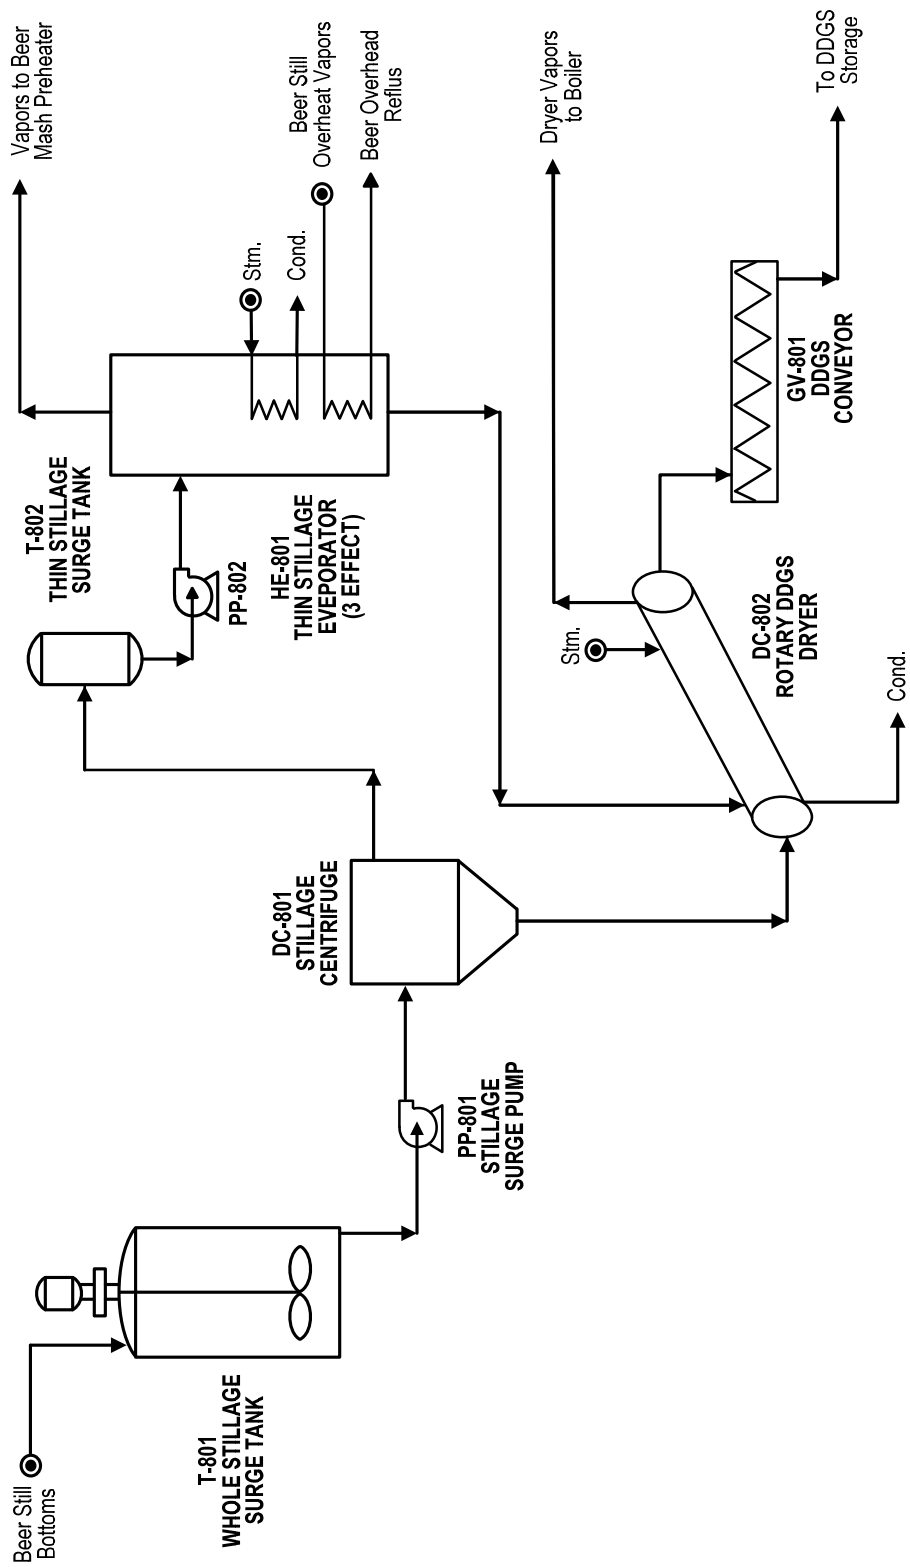 Beer Still
Bottoms
T-801
WHOLE STILLAGE
SURGE TANK
PP-801
STILLAGE
SURGE PUMP
DC-801
STILLAGE
CENTRIFUGE
T-802
THIN STILLAGE
SURGE TANK
PP-802
HE-801
THIN STILLAGE
EVEPORATOR
(3 EFFECT)
Vapors to Beer
Mash Preheater
Stm.
Cond.
Beer Still
Overheat Vapors
Beer Overhead
Reflus
Dryer Vapors
to Boiler
Stm.
DC-802
ROTARY DDGS
DRYER
Cond.
GV-801
DDGS
CONVEYOR
To DDGS
Storage